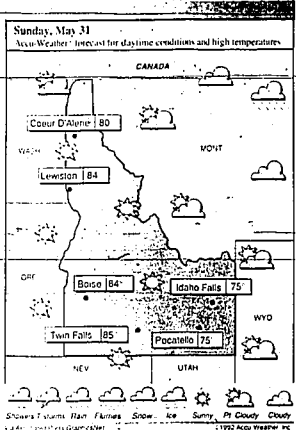 Sunday, May 31
Accu-Weather® forecast for daytime conditions and high temperatures
CANADA
Coeur D'Alene 80
WASH
MONT
Lewiston 84
ORE
Boise 84°
Idaho Falls 75°
WYO
Twin Falls 85°
Pocatello 75°
NEV
UTAH
Showers T-storms Rain Flurries Snow Ice Sunny Pt. Cloudy Cloudy
©1992 Accu-Weather, Inc.